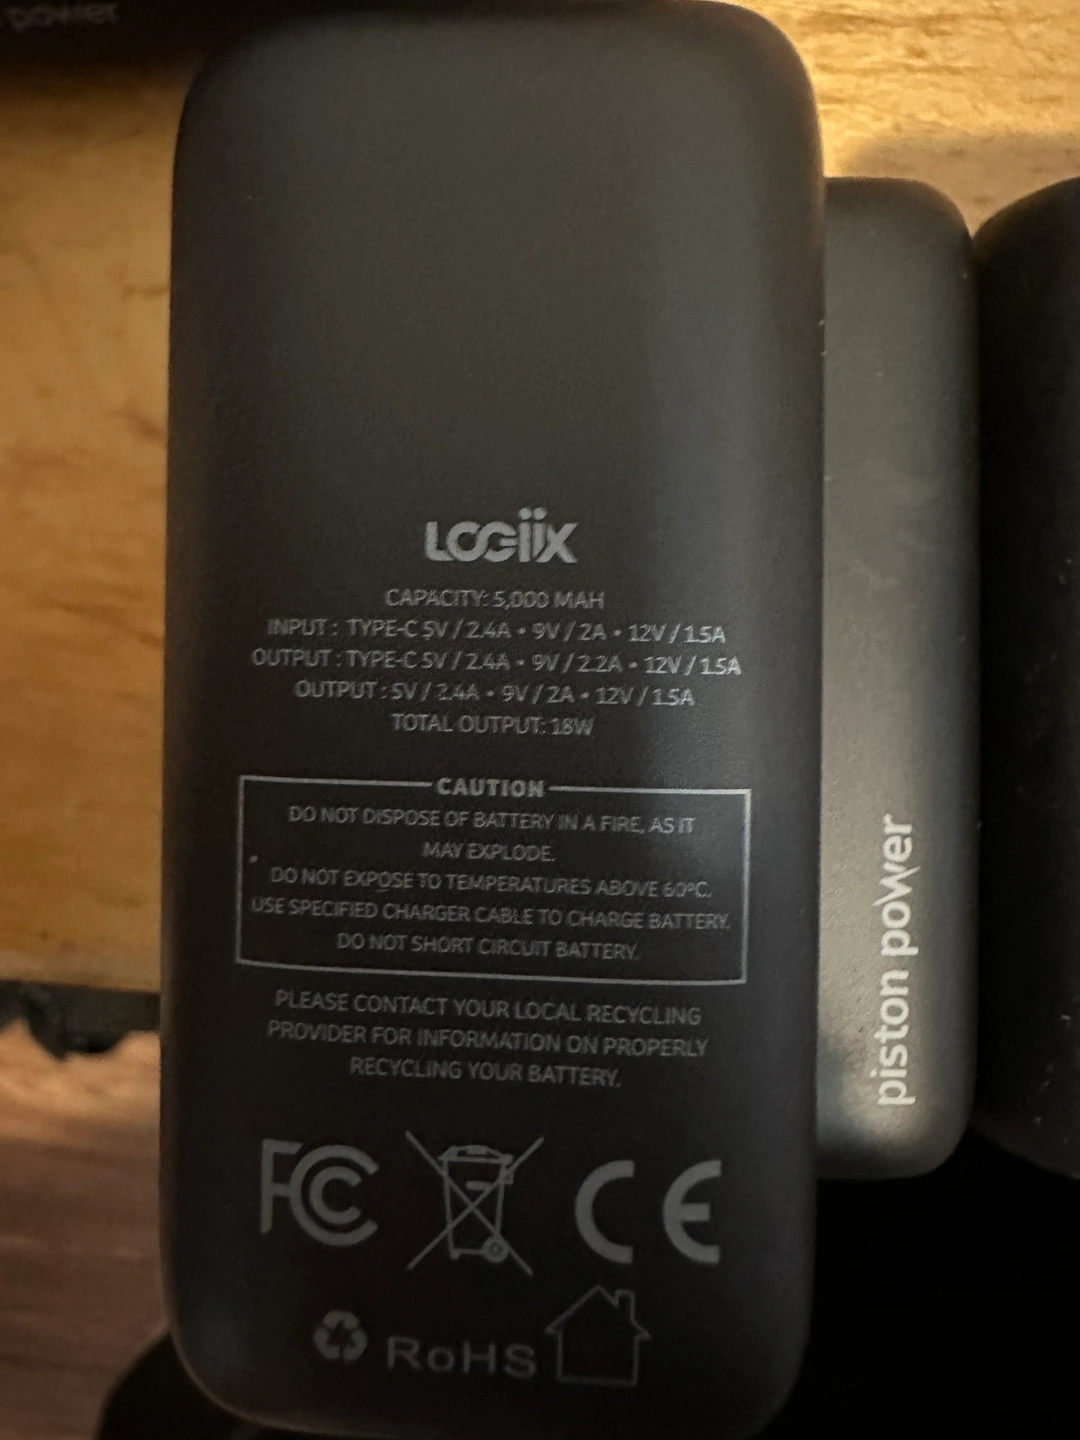 power
LOGiiX
CAPACITY: 5,000 MAH
INPUT : TYPE-C 5V / 2.4A • 9V / 2A • 12V / 1.5A
OUTPUT : TYPE-C 5V / 2.4A • 9V / 2.2A • 12V / 1.5A
OUTPUT : 5V / 2.4A • 9V / 2A • 12V / 1.5A
TOTAL OUTPUT: 18W
CAUTION
DO NOT DISPOSE OF BATTERY IN A FIRE, AS IT
MAY EXPLODE.
DO NOT EXPOSE TO TEMPERATURES ABOVE 60ºC.
USE SPECIFIED CHARGER CABLE TO CHARGE BATTERY.
DO NOT SHORT CIRCUIT BATTERY.
PLEASE CONTACT YOUR LOCAL RECYCLING
PROVIDER FOR INFORMATION ON PROPERLY
RECYCLING YOUR BATTERY.
FC CE
RoHS
piston power